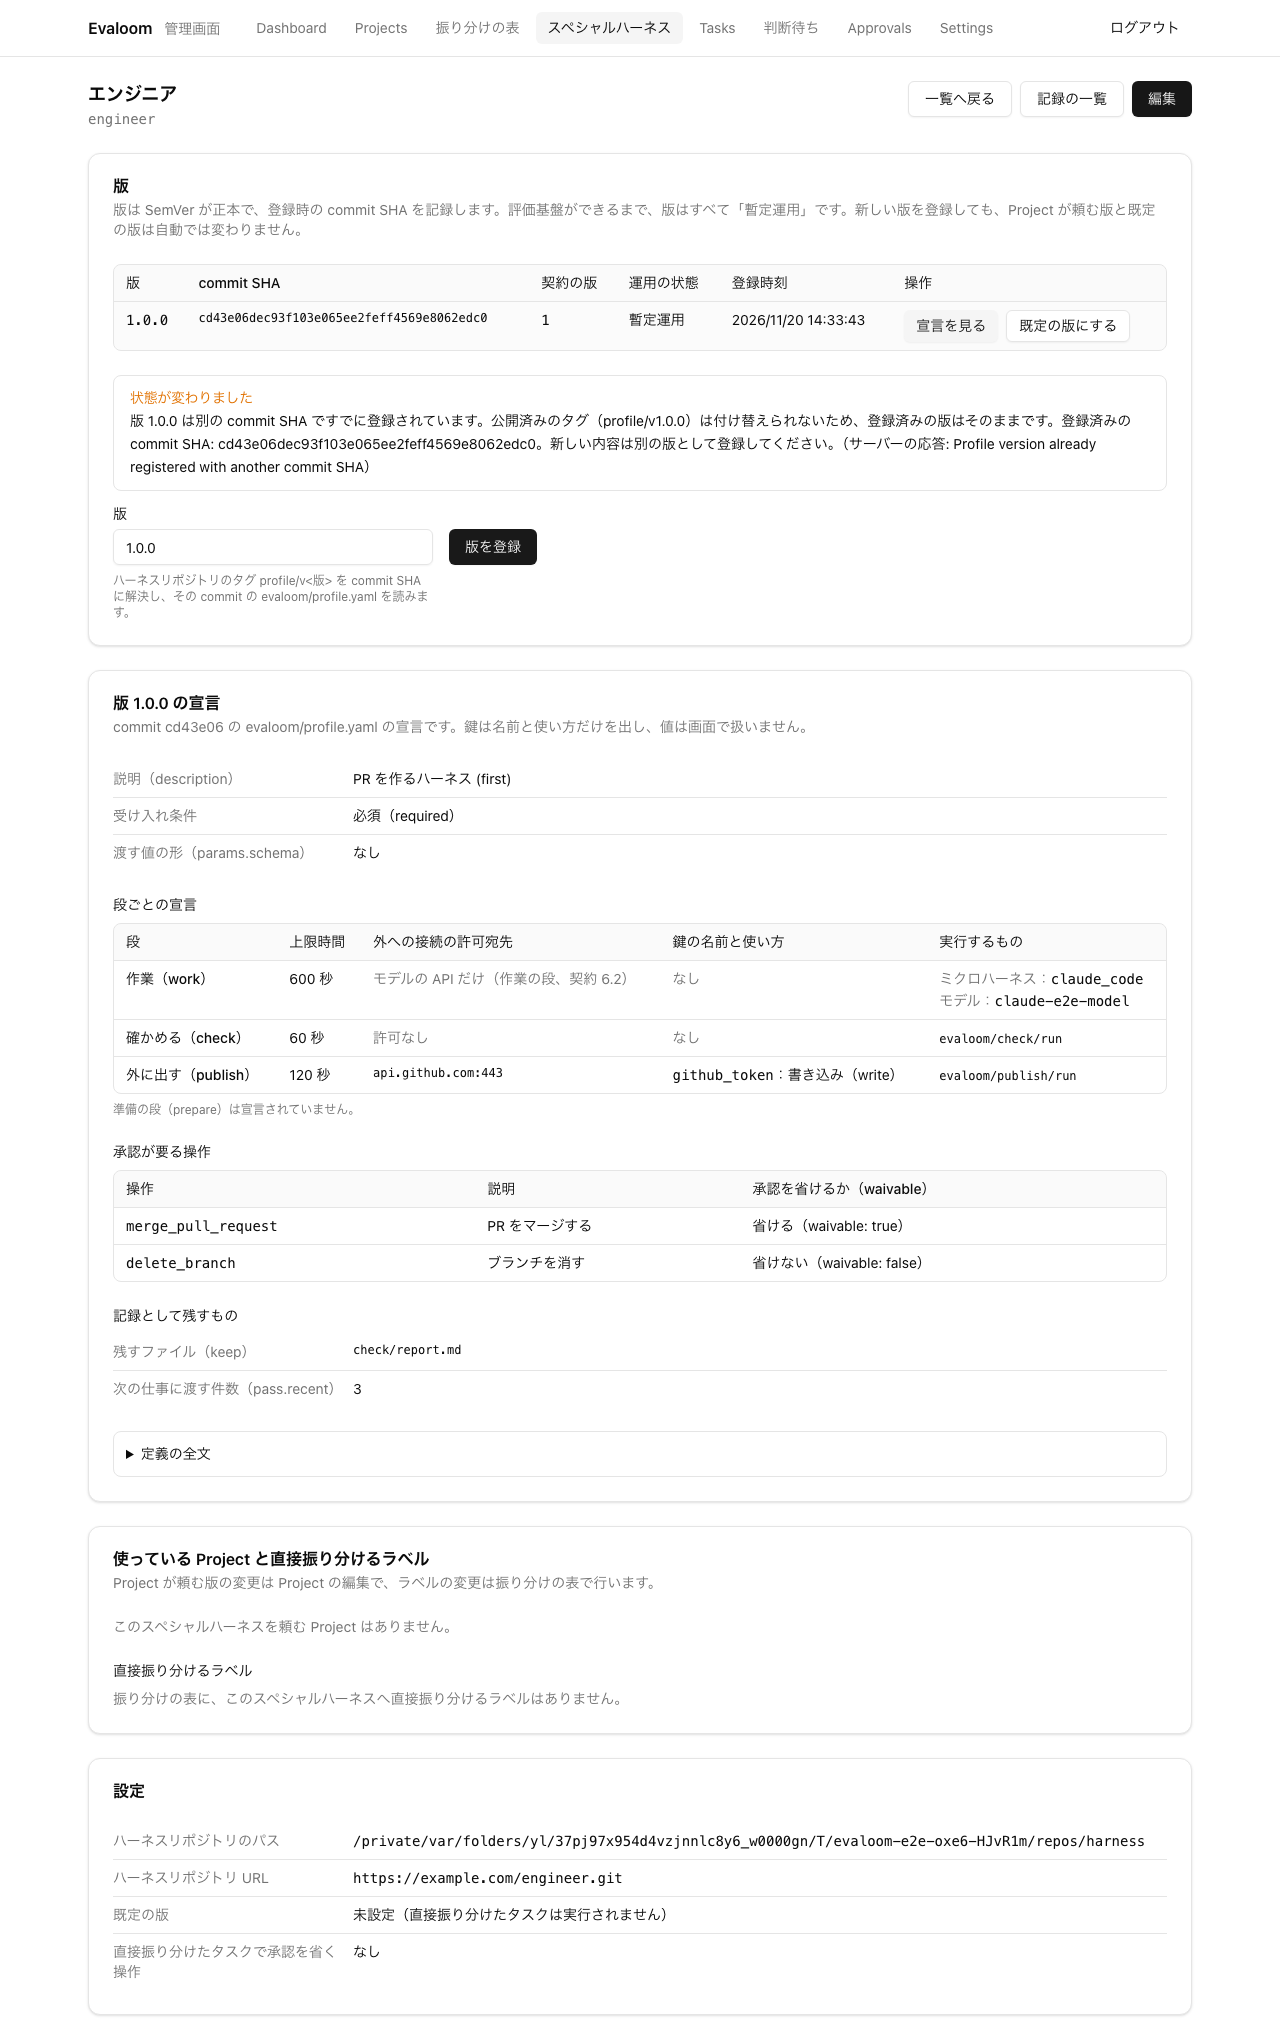 Evaloom 管理画面 Dashboard Projects 振り分けの表 スペシャルハーネス Tasks 判断待ち Approvals Settings ログアウト
エンジニア
engineer
一覧へ戻る 記録の一覧 編集
版
版は SemVer が正本で、登録時の commit SHA を記録します。評価基盤ができるまで、版はすべて「暫定運用」です。新しい版を登録しても、Project が頼む版と既定
の版は自動では変わりません。
版 commit SHA 契約の版 運用の状態 登録時刻 操作
1.0.0 cd43e06dec93f103e065ee2feff4569e8062edc0 1 暫定運用 2026/11/20 14:33:43 宣言を見る 既定の版にする
状態が変わりました
版 1.0.0 は別の commit SHA ですでに登録されています。公開済みのタグ（profile/v1.0.0）は付け替えられないため、登録済みの版はそのままです。登録済みの
commit SHA: cd43e06dec93f103e065ee2feff4569e8062edc0。新しい内容は別の版として登録してください。（サーバーの応答: Profile version already
registered with another commit SHA）
版
1.0.0 版を登録
ハーネスリポジトリのタグ profile/v<版> を commit SHA
に解決し、その commit の evaloom/profile.yaml を読みま
す。
版 1.0.0 の宣言
commit cd43e06 の evaloom/profile.yaml の宣言です。鍵は名前と使い方だけを出し、値は画面で扱いません。
説明（description） PR を作るハーネス (first)
受け入れ条件 必須（required）
渡す値の形（params.schema） なし
段ごとの宣言
段 上限時間 外への接続の許可宛先 鍵の名前と使い方 実行するもの
作業（work） 600 秒 モデルの API だけ（作業の段、契約 6.2） なし ミクロハーネス：claude_code
モデル：claude-e2e-model
確かめる（check） 60 秒 許可なし なし evaloom/check/run
外に出す（publish） 120 秒 api.github.com:443 github_token：書き込み（write） evaloom/publish/run
準備の段（prepare）は宣言されていません。
承認が要る操作
操作 説明 承認を省けるか（waivable）
merge_pull_request PR をマージする 省ける（waivable: true）
delete_branch ブランチを消す 省けない（waivable: false）
記録として残すもの
残すファイル（keep） check/report.md
次の仕事に渡す件数（pass.recent） 3
▶ 定義の全文
使っている Project と直接振り分けるラベル
Project が頼む版の変更は Project の編集で、ラベルの変更は振り分けの表で行います。
このスペシャルハーネスを頼む Project はありません。
直接振り分けるラベル
振り分けの表に、このスペシャルハーネスへ直接振り分けるラベルはありません。
設定
ハーネスリポジトリのパス /private/var/folders/yl/37pj97x954d4vzjnnlc8y6_w0000gn/T/evaloom-e2e-oxe6-HJvR1m/repos/harness
ハーネスリポジトリ URL https://example.com/engineer.git
既定の版 未設定（直接振り分けたタスクは実行されません）
直接振り分けたタスクで承認を省く なし
操作